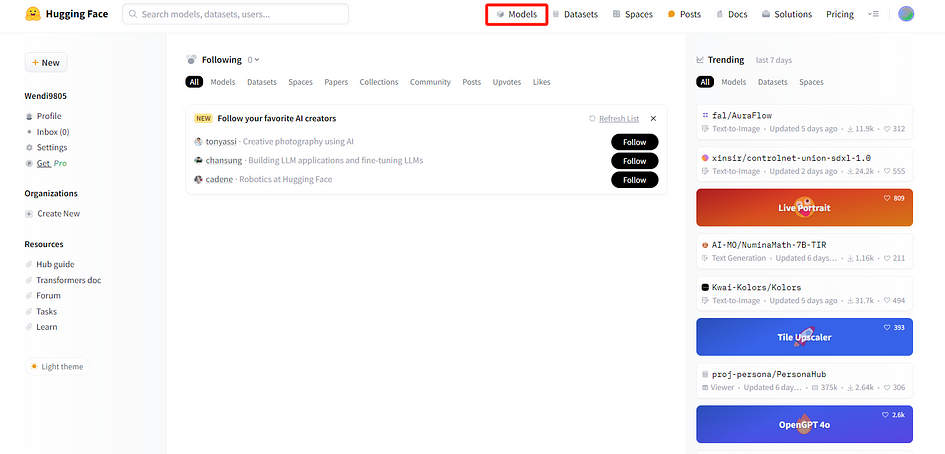 Hugging Face
Search models, datasets, users...
Models
Datasets
Spaces
Posts
Docs
Solutions
Pricing
+ New
Wendi9805
Profile
Inbox (0)
Settings
Get Pro
Organizations
Create New
Resources
Hub guide
Transformers doc
Forum
Tasks
Learn
Light theme
Following 0
All Models Datasets Spaces Papers Collections Community Posts Upvotes Likes
NEW Follow your favorite AI creators Refresh List
tonyassi · Creative photography using AI Follow
chansung · Building LLM applications and fine-tuning LLMs Follow
cadene · Robotics at Hugging Face Follow
Trending last 7 days
All Models Datasets Spaces
fal/AuraFlow
Text-to-Image • Updated 5 days ago • 11.9k • 312
xinsir/controlnet-union-sdxl-1.0
Text-to-Image • Updated 2 days ago • 24.2k • 555
809
Live Portrait
AI-MO/NuminaMath-7B-TIR
Text Generation • Updated 6 days... • 1.16k • 211
Kwai-Kolors/Kolors
Text-to-Image • Updated 5 days ago • 31.7k • 494
393
Tile Upscaler
proj-persona/PersonaHub
Viewer • Updated 6 day... • 375k • 2.64k • 306
2.6k
OpenGPT 4o